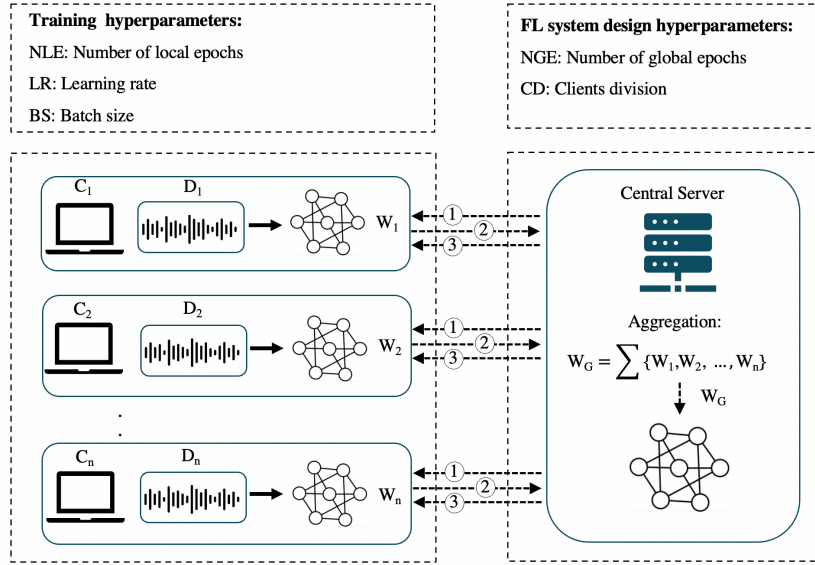 Training hyperparameters:
NLE: Number of local epochs
LR: Learning rate
BS: Batch size
FL system design hyperparameters:
NGE: Number of global epochs
CD: Clients division
C₁ D₁
W₁
1
2
3
C₂ D₂
W₂
1
2
3
.
.
Cₙ Dₙ
Wₙ
1
2
3
Central Server
Aggregation:
W_G = ∑ {W₁,W₂, ...,Wₙ}
W_G